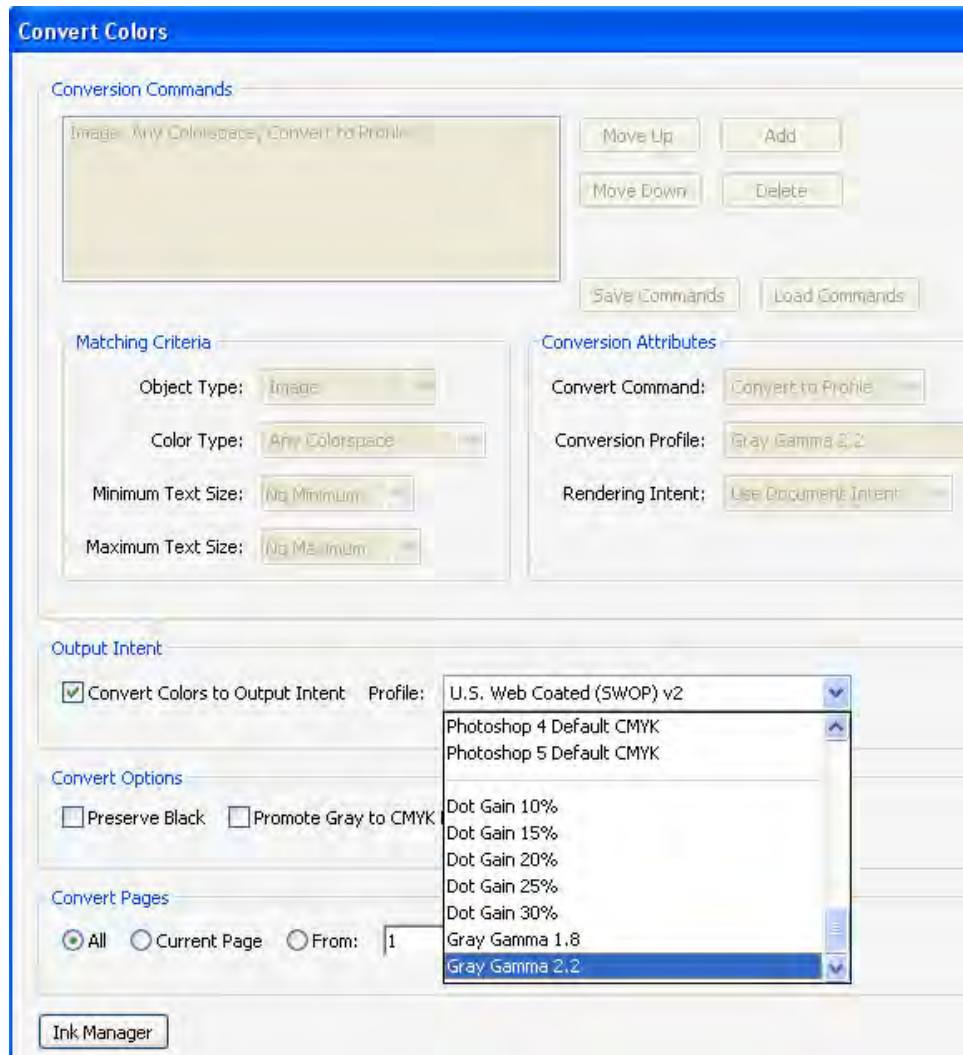 Convert Colors
Conversion Commands
Image, Any Colorspace, Convert to Profile
Move Up
Add
Move Down
Delete
Save Commands
Load Commands
Matching Criteria
Object Type: Image
Color Type: Any Colorspace
Minimum Text Size: No Minimum
Maximum Text Size: No Maximum
Conversion Attributes
Convert Command: Convert to Profile
Conversion Profile: Gray Gamma 2.2
Rendering Intent: Use Document Intent
Output Intent
Convert Colors to Output Intent Profile: U.S. Web Coated (SWOP) v2
Photoshop 4 Default CMYK
Photoshop 5 Default CMYK
Dot Gain 10%
Dot Gain 15%
Dot Gain 20%
Dot Gain 25%
Dot Gain 30%
Gray Gamma 1.8
Gray Gamma 2.2
Convert Options
Preserve Black Promote Gray to CMYK
Convert Pages
All Current Page From: 1
Ink Manager